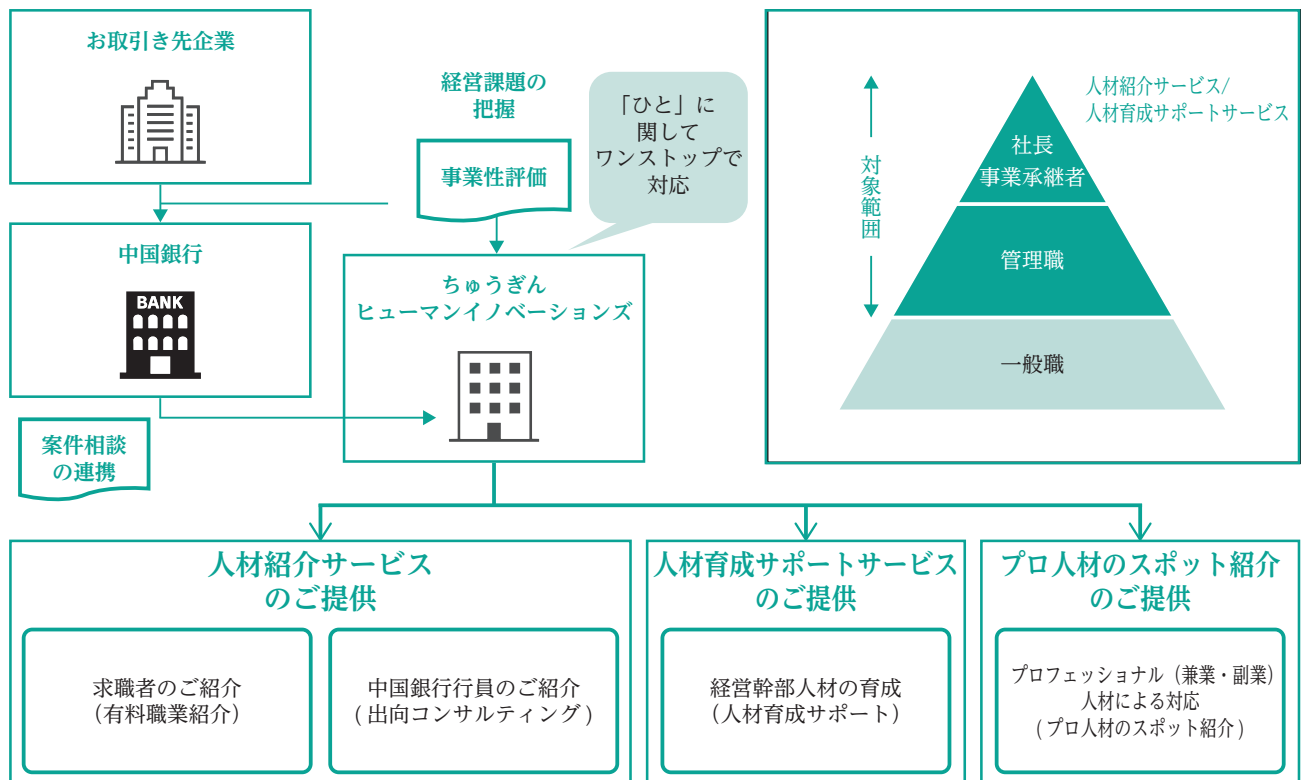 お取引き先企業
経営課題の
把握
事業性評価
「ひと」に
関して
ワンストップで
対応
中国銀行
BANK
ちゅうぎん
ヒューマンイノベーションズ
案件相談
の連携
対象範囲
人材紹介サービス/
人材育成サポートサービス
社長
事業承継者
管理職
一般職
人材紹介サービス
のご提供
求職者のご紹介
（有料職業紹介）
中国銀行行員のご紹介
( 出向コンサルティング )
人材育成サポートサービス
のご提供
経営幹部人材の育成
（人材育成サポート）
プロ人材のスポット紹介
のご提供
プロフェッショナル（兼業・副業）
人材による対応
( プロ人材のスポット紹介 )